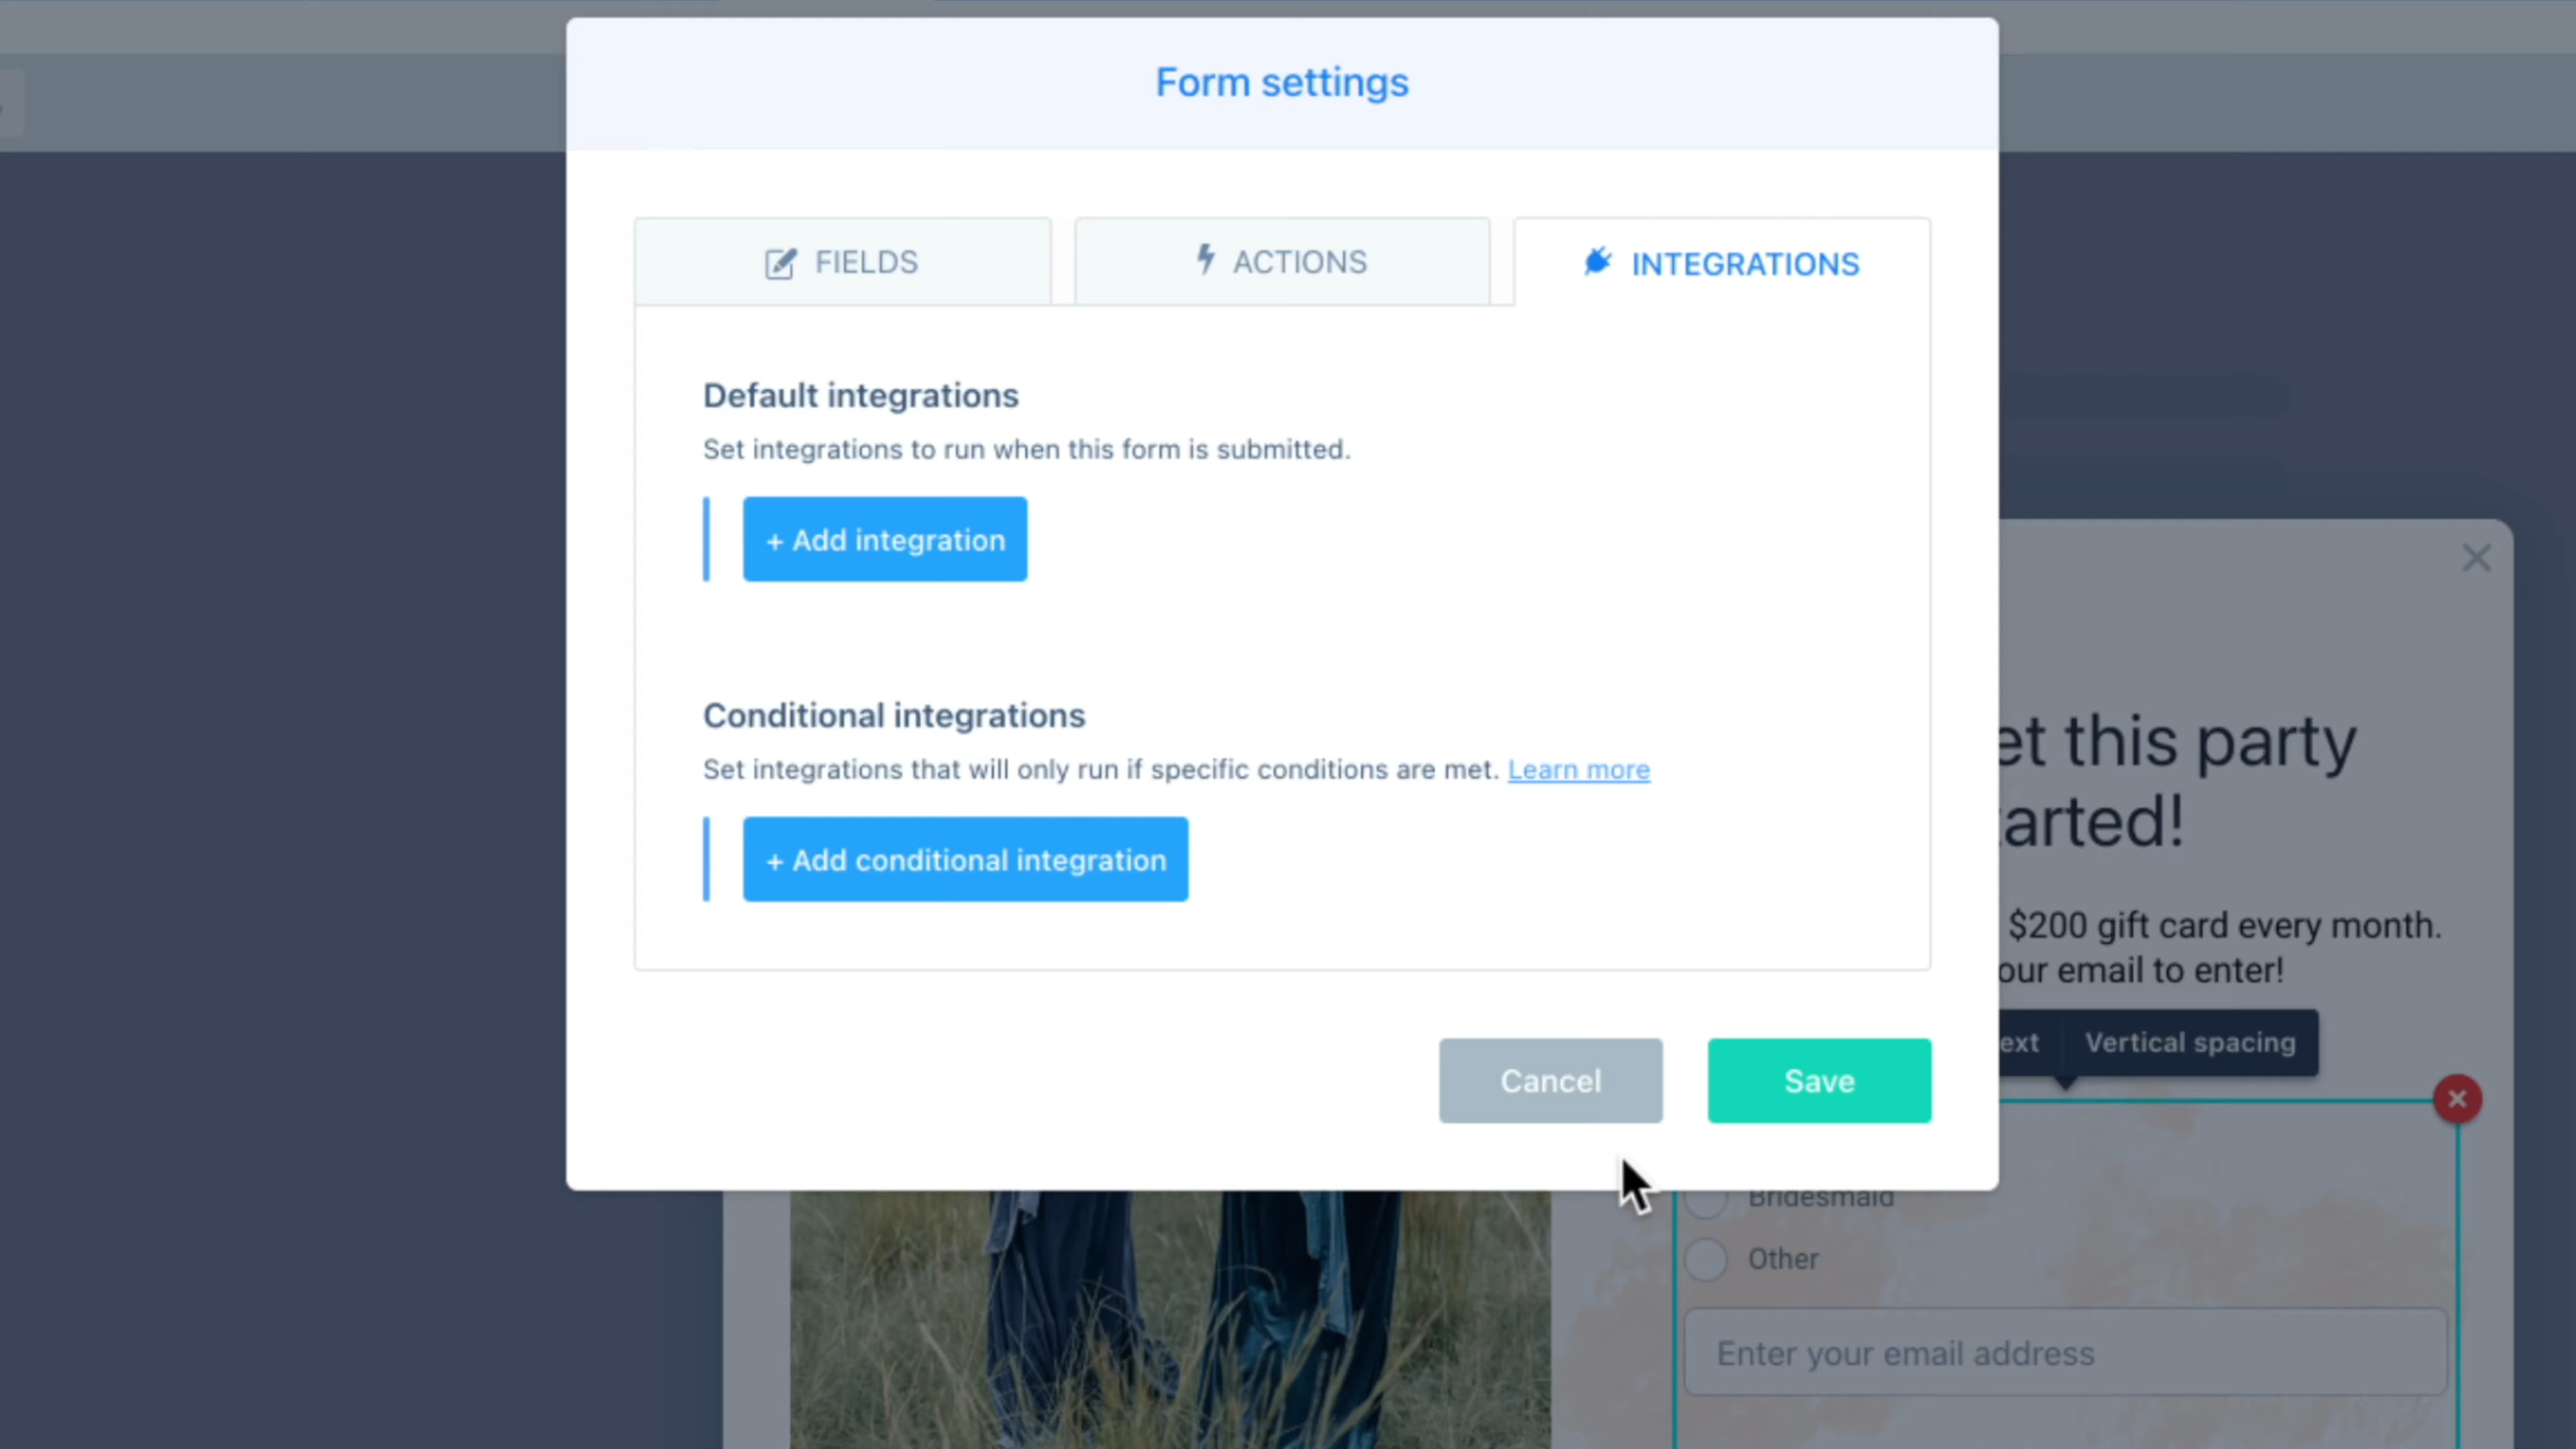 Form settings
FIELDS
ACTIONS
INTEGRATIONS
Default integrations
Set integrations to run when this form is submitted.
+ Add integration
Conditional integrations
Set integrations that will only run if specific conditions are met. Learn more
+ Add conditional integration
Cancel
Save
et this party
arted!
$200 gift card every month.
our email to enter!
ext
Vertical spacing
Bridesmaid
Other
Enter your email address